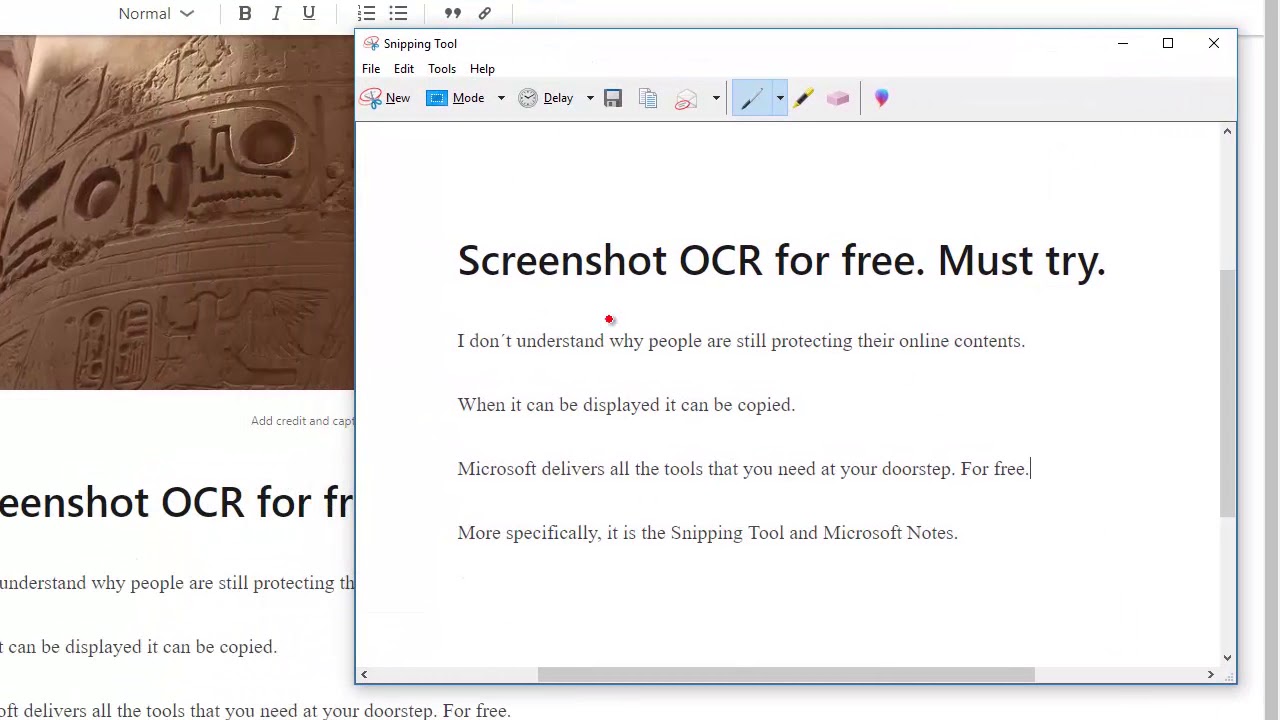 Normal B I U
Snipping Tool
File Edit Tools Help
New Mode Delay
Screenshot OCR for free. Must try.
I don´t understand why people are still protecting their online contents.
When it can be displayed it can be copied.
Microsoft delivers all the tools that you need at your doorstep. For free.
More specifically, it is the Snipping Tool and Microsoft Notes.
Add credit and capt
eenshot OCR for fr
understand why people are still protecting th
t can be displayed it can be copied.
oft delivers all the tools that you need at your doorstep. For free.